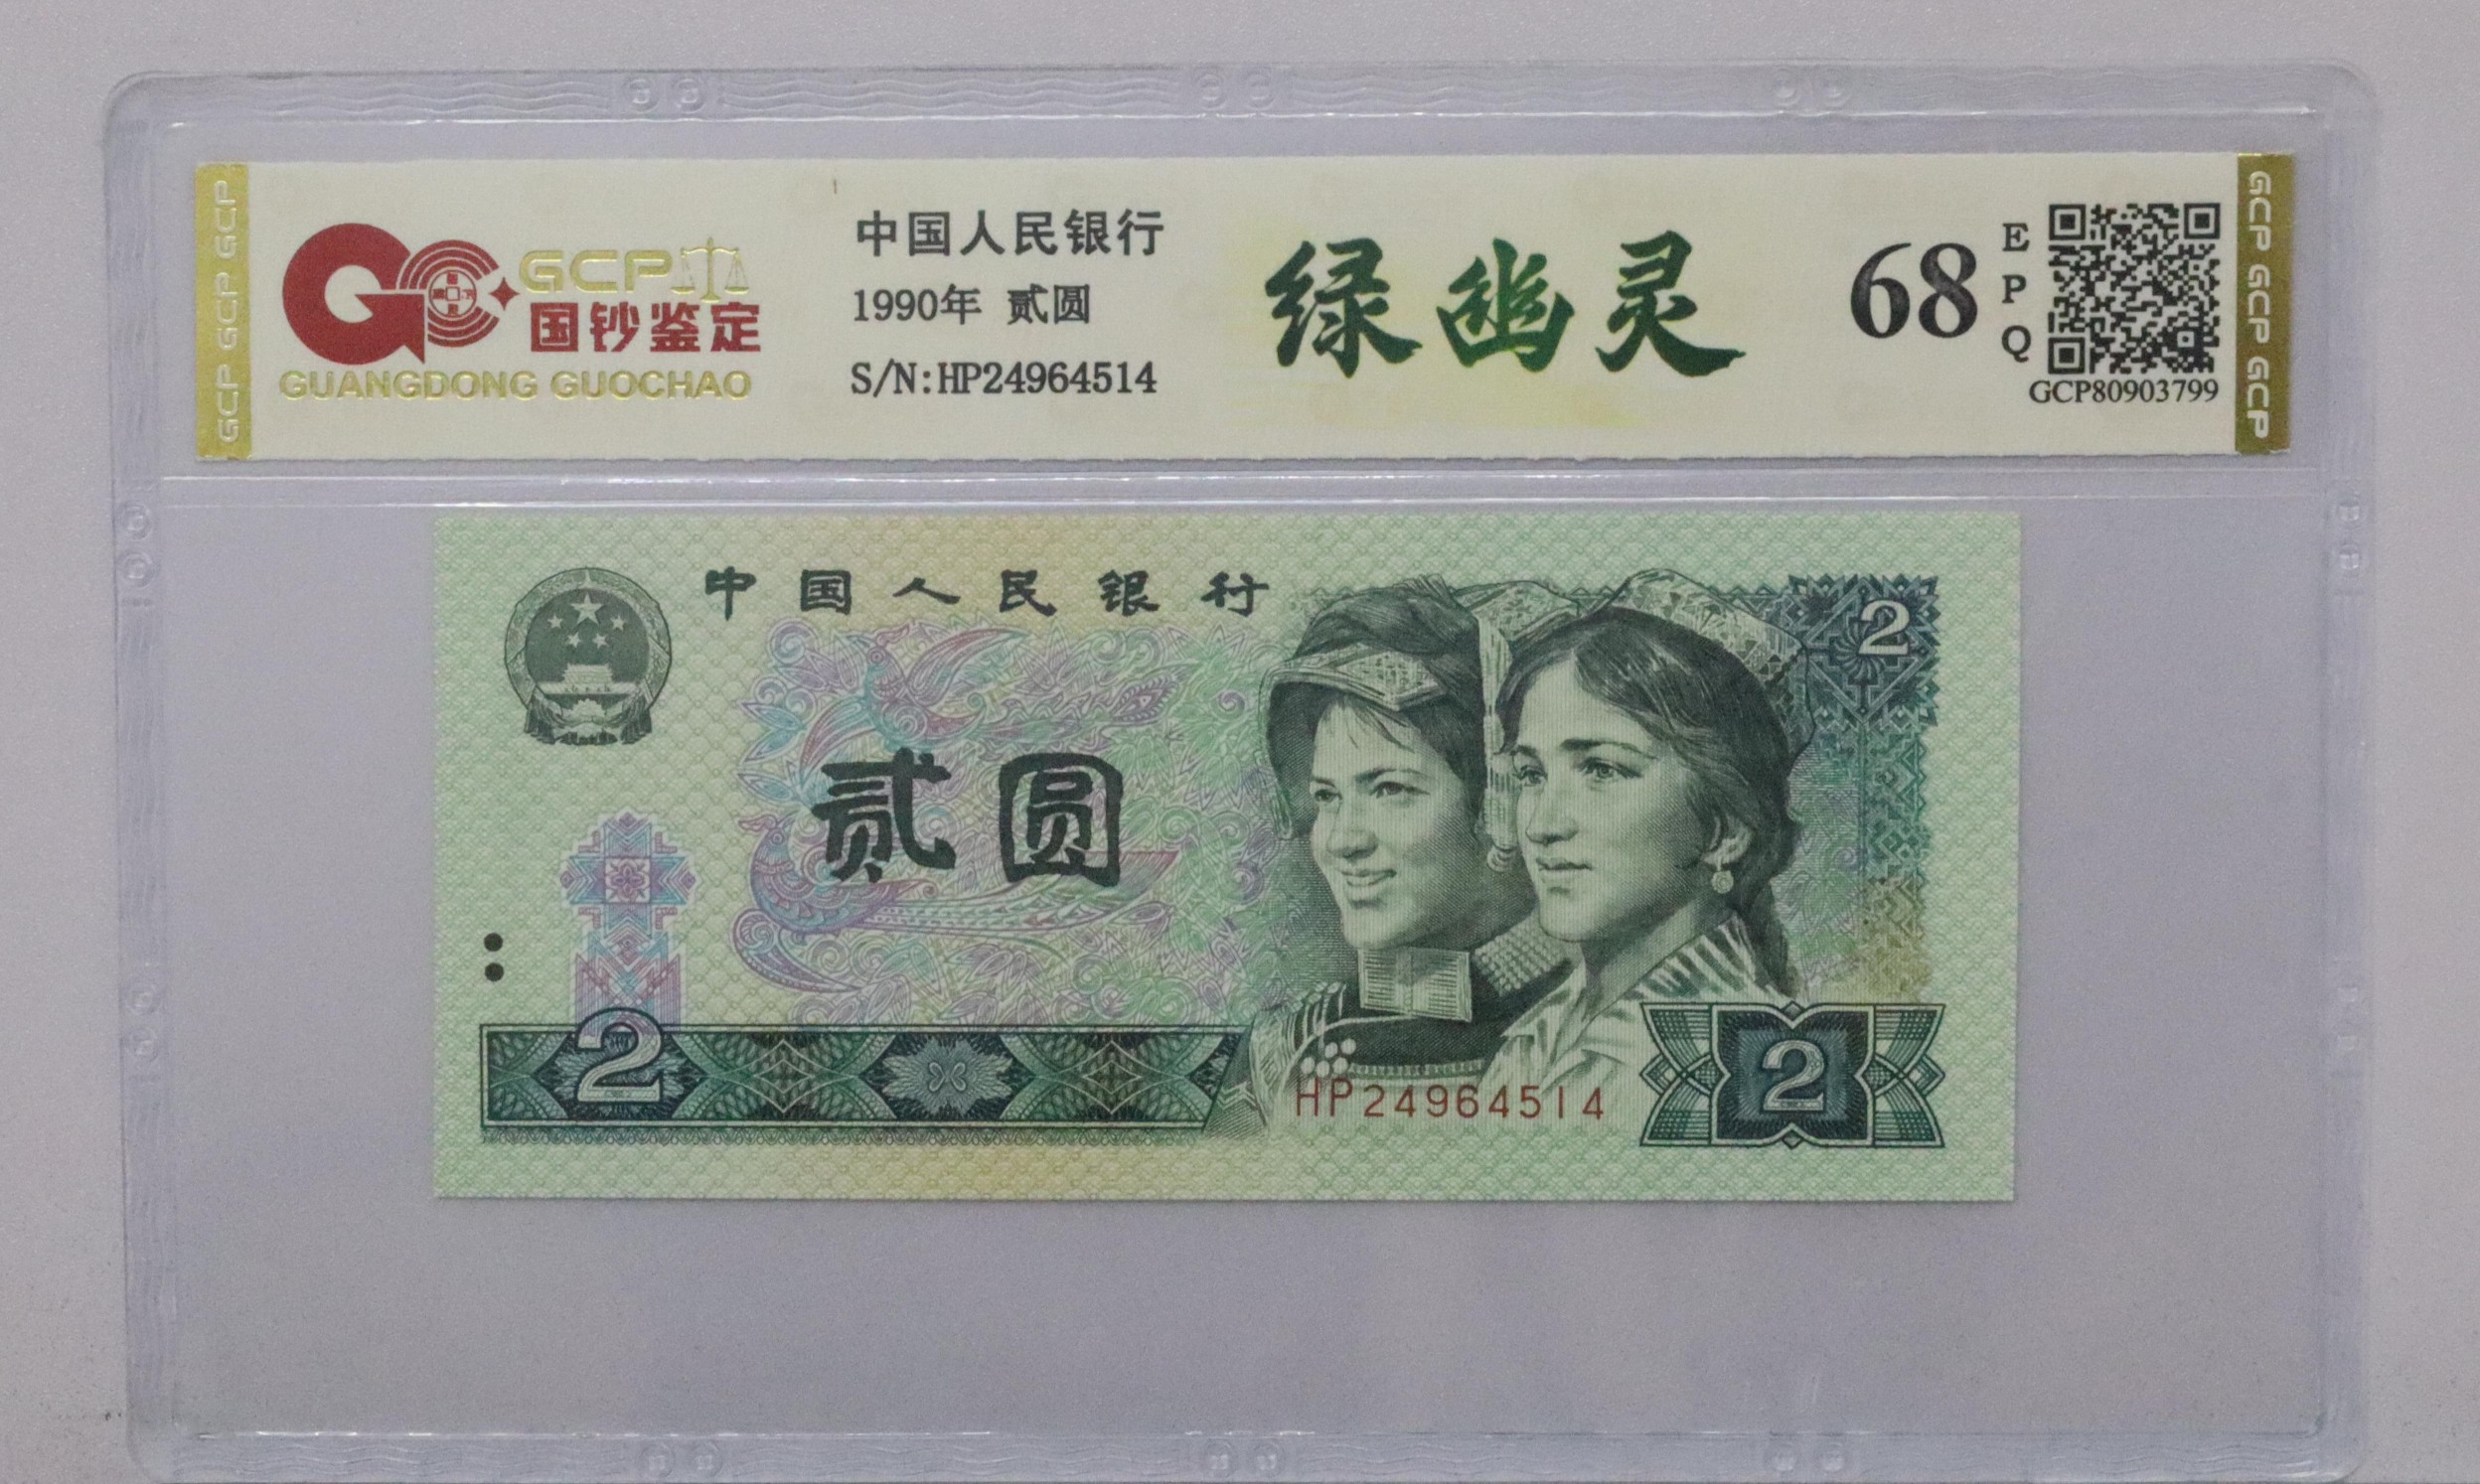 GCP GCP GCP
GCP
国钞鉴定
GUANGDONG GUOCHAO
中国人民银行
1990年 贰圆
S/N:HP24964514
绿幽灵
68
E
P
Q
GCP80903799
GCP GCP GCP
中国人民银行
2
贰圆
2
HP24964514
2